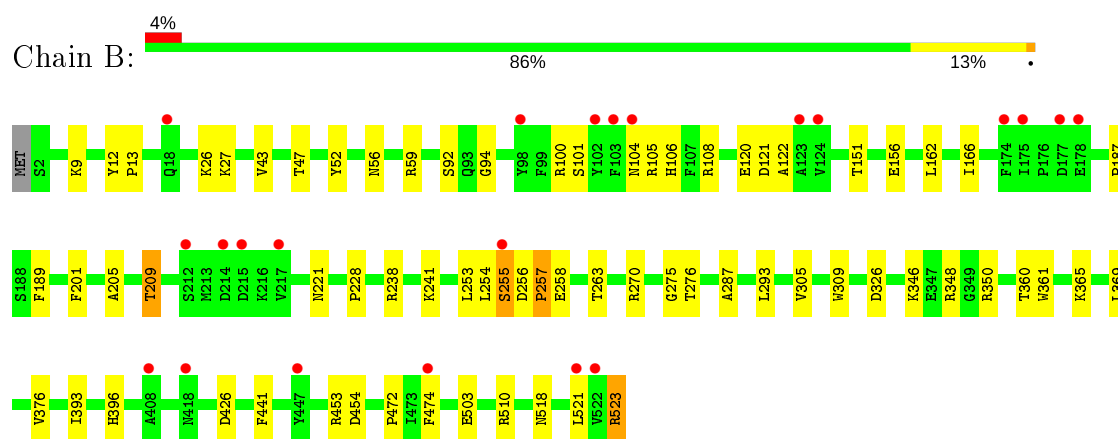 4%
Chain B:
86% 13% •
MET S2 K9 Y12 P13 Q18 K26 K27 V43 T47 Y52 N56 R59 S92 Q93 G94 Y98 F99 R100 S101 Y102 F103 N104 R105 H106 F107 R108 E120 D121 A122 A123 V124 T151 E156 L162 I166 F174 I175 P176 D177 E178 P187
S188 F189 F201 A205 T209 S212 M213 D214 D215 K216 V217 N221 P228 R238 K241 L253 L254 S255 D256 P257 E258 T263 R270 G275 T276 A287 L293 V305 W309 D326 K346 E347 R348 G349 R350 T360 W361 K365 L369
V376 I393 H396 A408 N418 D426 F441 Y447 R453 D454 P472 I473 F474 E503 R510 N518 L521 V522 R523